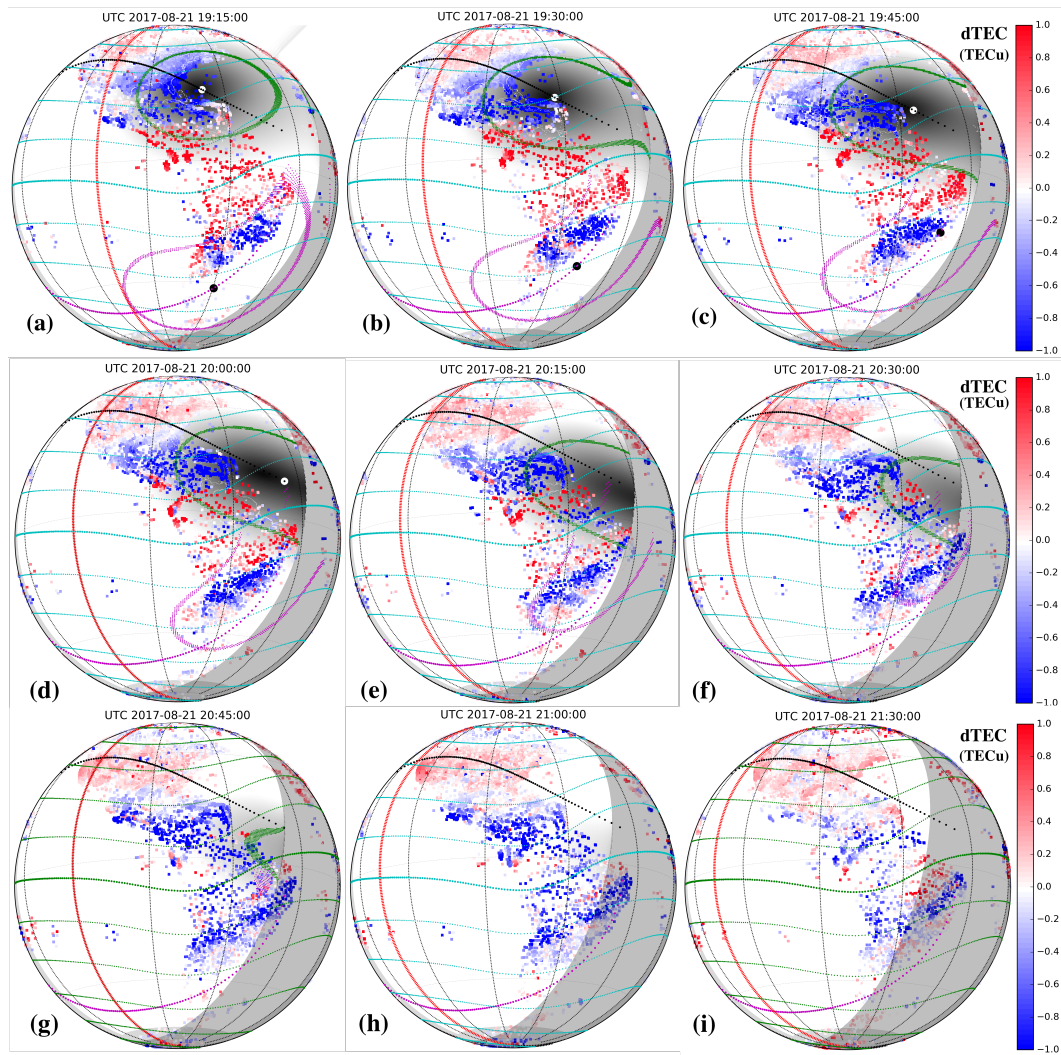 UTC 2017-08-21 19:15:00
UTC 2017-08-21 19:30:00
UTC 2017-08-21 19:45:00
dTEC
(TECu)
1.0
0.8
0.6
0.4
0.2
0.0
−0.2
−0.4
−0.6
−0.8
−1.0
(a)
(b)
(c)
UTC 2017-08-21 20:00:00
UTC 2017-08-21 20:15:00
UTC 2017-08-21 20:30:00
dTEC
(TECu)
1.0
0.8
0.6
0.4
0.2
0.0
−0.2
−0.4
−0.6
−0.8
−1.0
(d)
(e)
(f)
UTC 2017-08-21 20:45:00
UTC 2017-08-21 21:00:00
UTC 2017-08-21 21:30:00
dTEC
(TECu)
1.0
0.8
0.6
0.4
0.2
0.0
−0.2
−0.4
−0.6
−0.8
−1.0
(g)
(h)
(i)